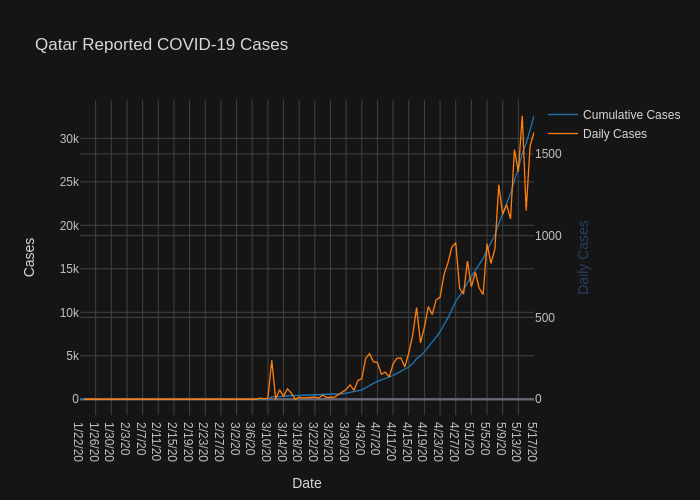 Qatar Reported COVID-19 Cases
Cumulative Cases
Daily Cases
30k
25k
20k
15k
10k
5k
0
Cases
1500
1000
500
0
Daily Cases
1/22/20
1/26/20
1/30/20
2/3/20
2/7/20
2/11/20
2/15/20
2/19/20
2/23/20
2/27/20
3/2/20
3/6/20
3/10/20
3/14/20
3/18/20
3/22/20
3/26/20
3/30/20
4/3/20
4/7/20
4/11/20
4/15/20
4/19/20
4/23/20
4/27/20
5/1/20
5/5/20
5/9/20
5/13/20
5/17/20
Date